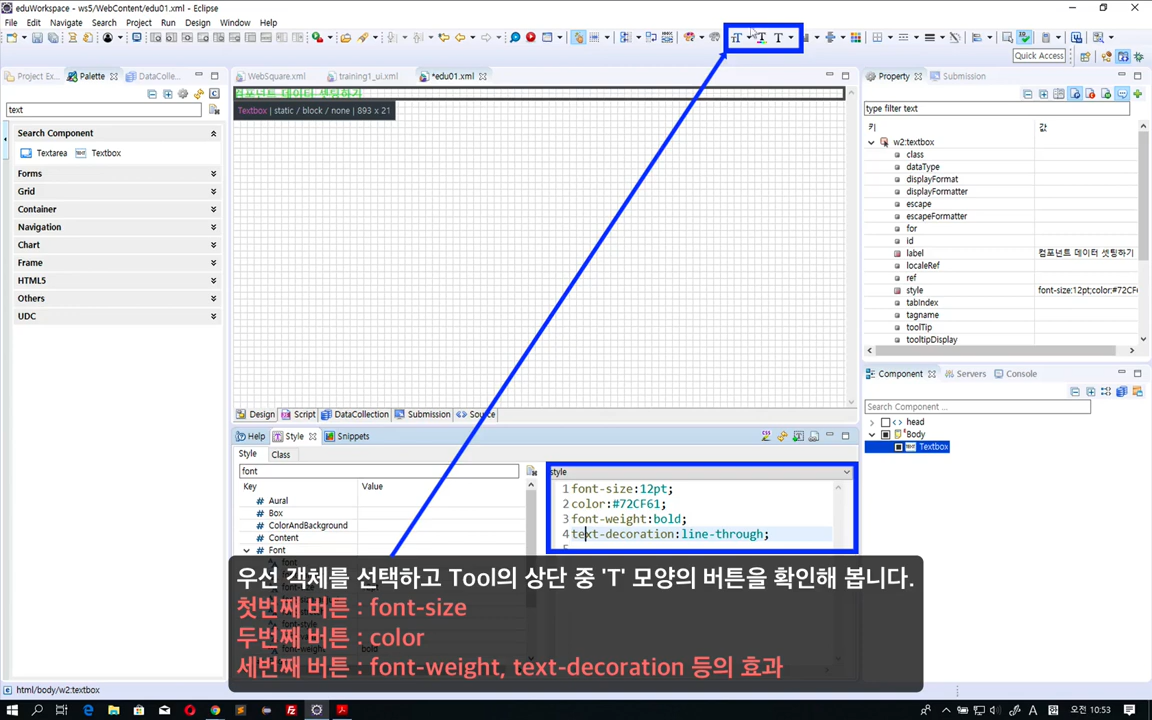 eduWorkspace - ws5/WebContent/edu01.xml - Eclipse
File Edit Navigate Search Project Run Design Window Help
Quick Access
Project Ex... Palette DataColle...
WebSquare.xml training1_ui.xml *edu01.xml
Property Submission
text
컴포넌트 데이터 셋팅하기
Textbox | static / block / none | 893 x 21
type filter text
키 값
Search Component
Textarea Textbox
Forms
Grid
Container
Navigation
Chart
Frame
HTML5
Others
UDC
w2:textbox
class
dataType
displayFormat
displayFormatter
escape
escapeFormatter
for
id
label 컴포넌트 데이터 셋팅하기
localeRef
ref
style font-size:12pt;color:#72CF6
tabIndex
tagname
toolTip
tooltipDisplay
Component Servers Console
Search Component ...
head
Body
Textbox
Design Script DataCollection Submission Source
Help Style Snippets
Style Class
font
Key Value
Aural
Box
ColorAndBackground
Content
Font
style
1 font-size:12pt;
2 color:#72CF61;
3 font-weight:bold;
4 text-decoration:line-through;
5
우선 객체를 선택하고 Tool의 상단 중 'T' 모양의 버튼을 확인해 봅니다.
첫번째 버튼 : font-size
두번째 버튼 : color
세번째 버튼 : font-weight, text-decoration 등의 효과
html/body/w2:textbox
오전 10:53